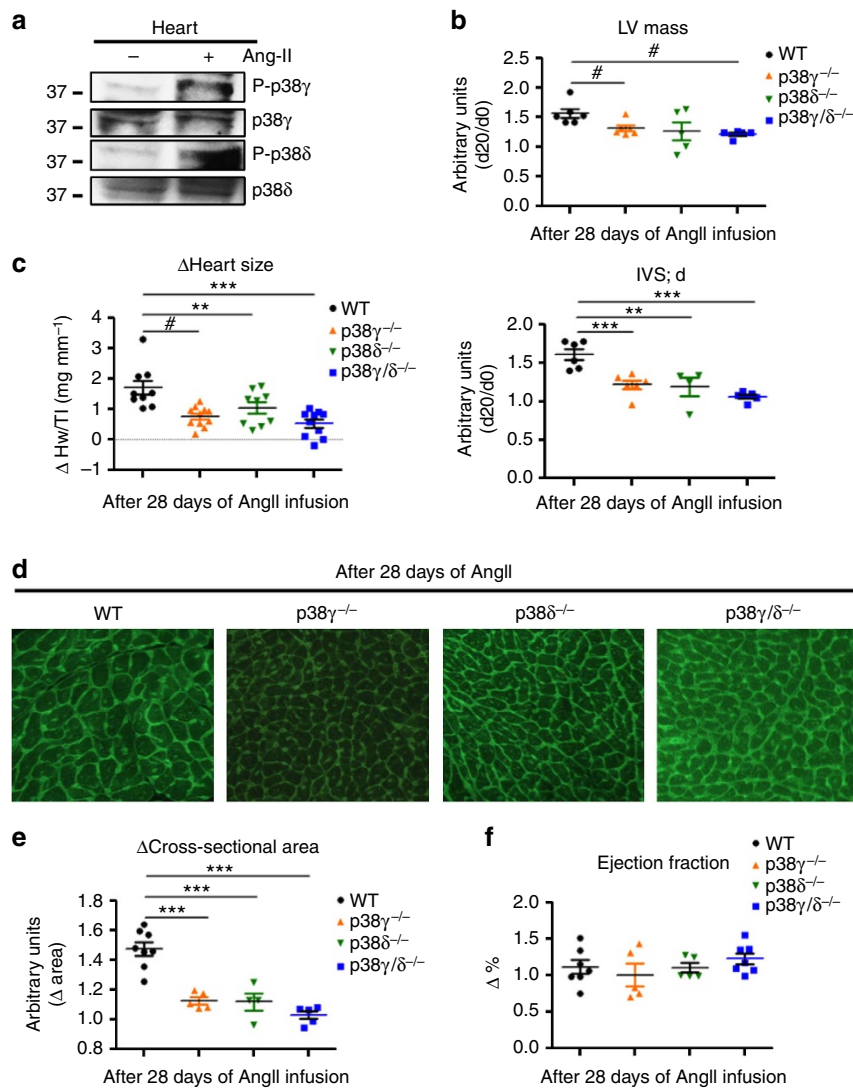 a
Heart
– + Ang-II
37 P-p38γ
37 p38γ
37 P-p38δ
37 p38δ
b
LV mass
#
#
WT
p38γ–/–
p38δ–/–
p38γ/δ–/–
2.5
2.0
1.5
1.0
0.5
0.0
Arbitrary units
(d20/d0)
After 28 days of AngII infusion
c
ΔHeart size
***
**
#
WT
p38γ–/–
p38δ–/–
p38γ/δ–/–
4
3
2
1
0
–1
Δ Hw/Tl (mg mm–1)
After 28 days of AngII infusion
IVS; d
***
**
***
2.0
1.5
1.0
0.5
0.0
Arbitrary units
(d20/d0)
After 28 days of AngII infusion
d
After 28 days of AngII
WT p38γ–/– p38δ–/– p38γ/δ–/–
e
ΔCross-sectional area
***
***
***
WT
p38γ–/–
p38δ–/–
p38γ/δ–/–
1.8
1.6
1.4
1.2
1.0
0.8
Arbitrary units
(Δ area)
After 28 days of AngII infusion
f
Ejection fraction
WT
p38γ–/–
p38δ–/–
p38γ/δ–/–
2.0
1.5
1.0
0.5
0.0
Δ %
After 28 days of AngII infusion